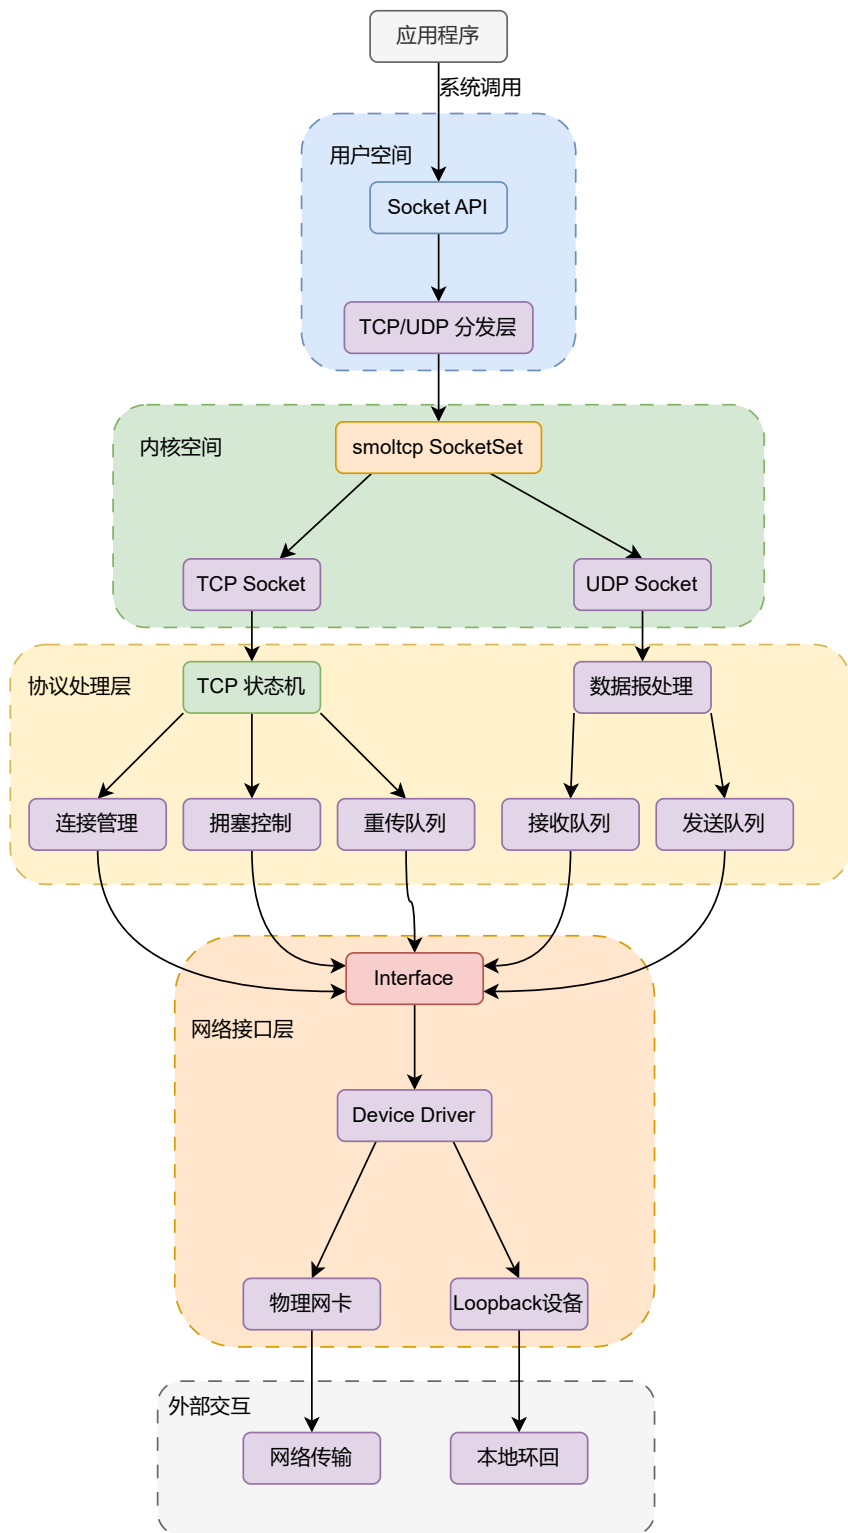 应用程序
系统调用
用户空间
Socket API
TCP/UDP 分发层
内核空间
smoltcp SocketSet
TCP Socket
UDP Socket
协议处理层
TCP 状态机
数据报处理
连接管理
拥塞控制
重传队列
接收队列
发送队列
Interface
网络接口层
Device Driver
物理网卡
Loopback设备
外部交互
网络传输
本地环回